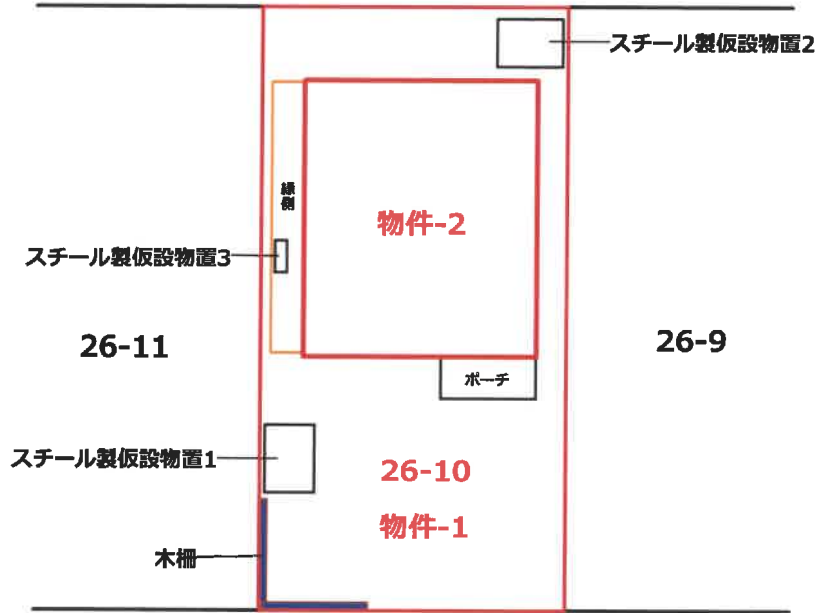 スチール製仮設物置2
縁側
物件-2
スチール製仮設物置3
26-11
26-9
ポーチ
スチール製仮設物置1
26-10
物件-1
木柵